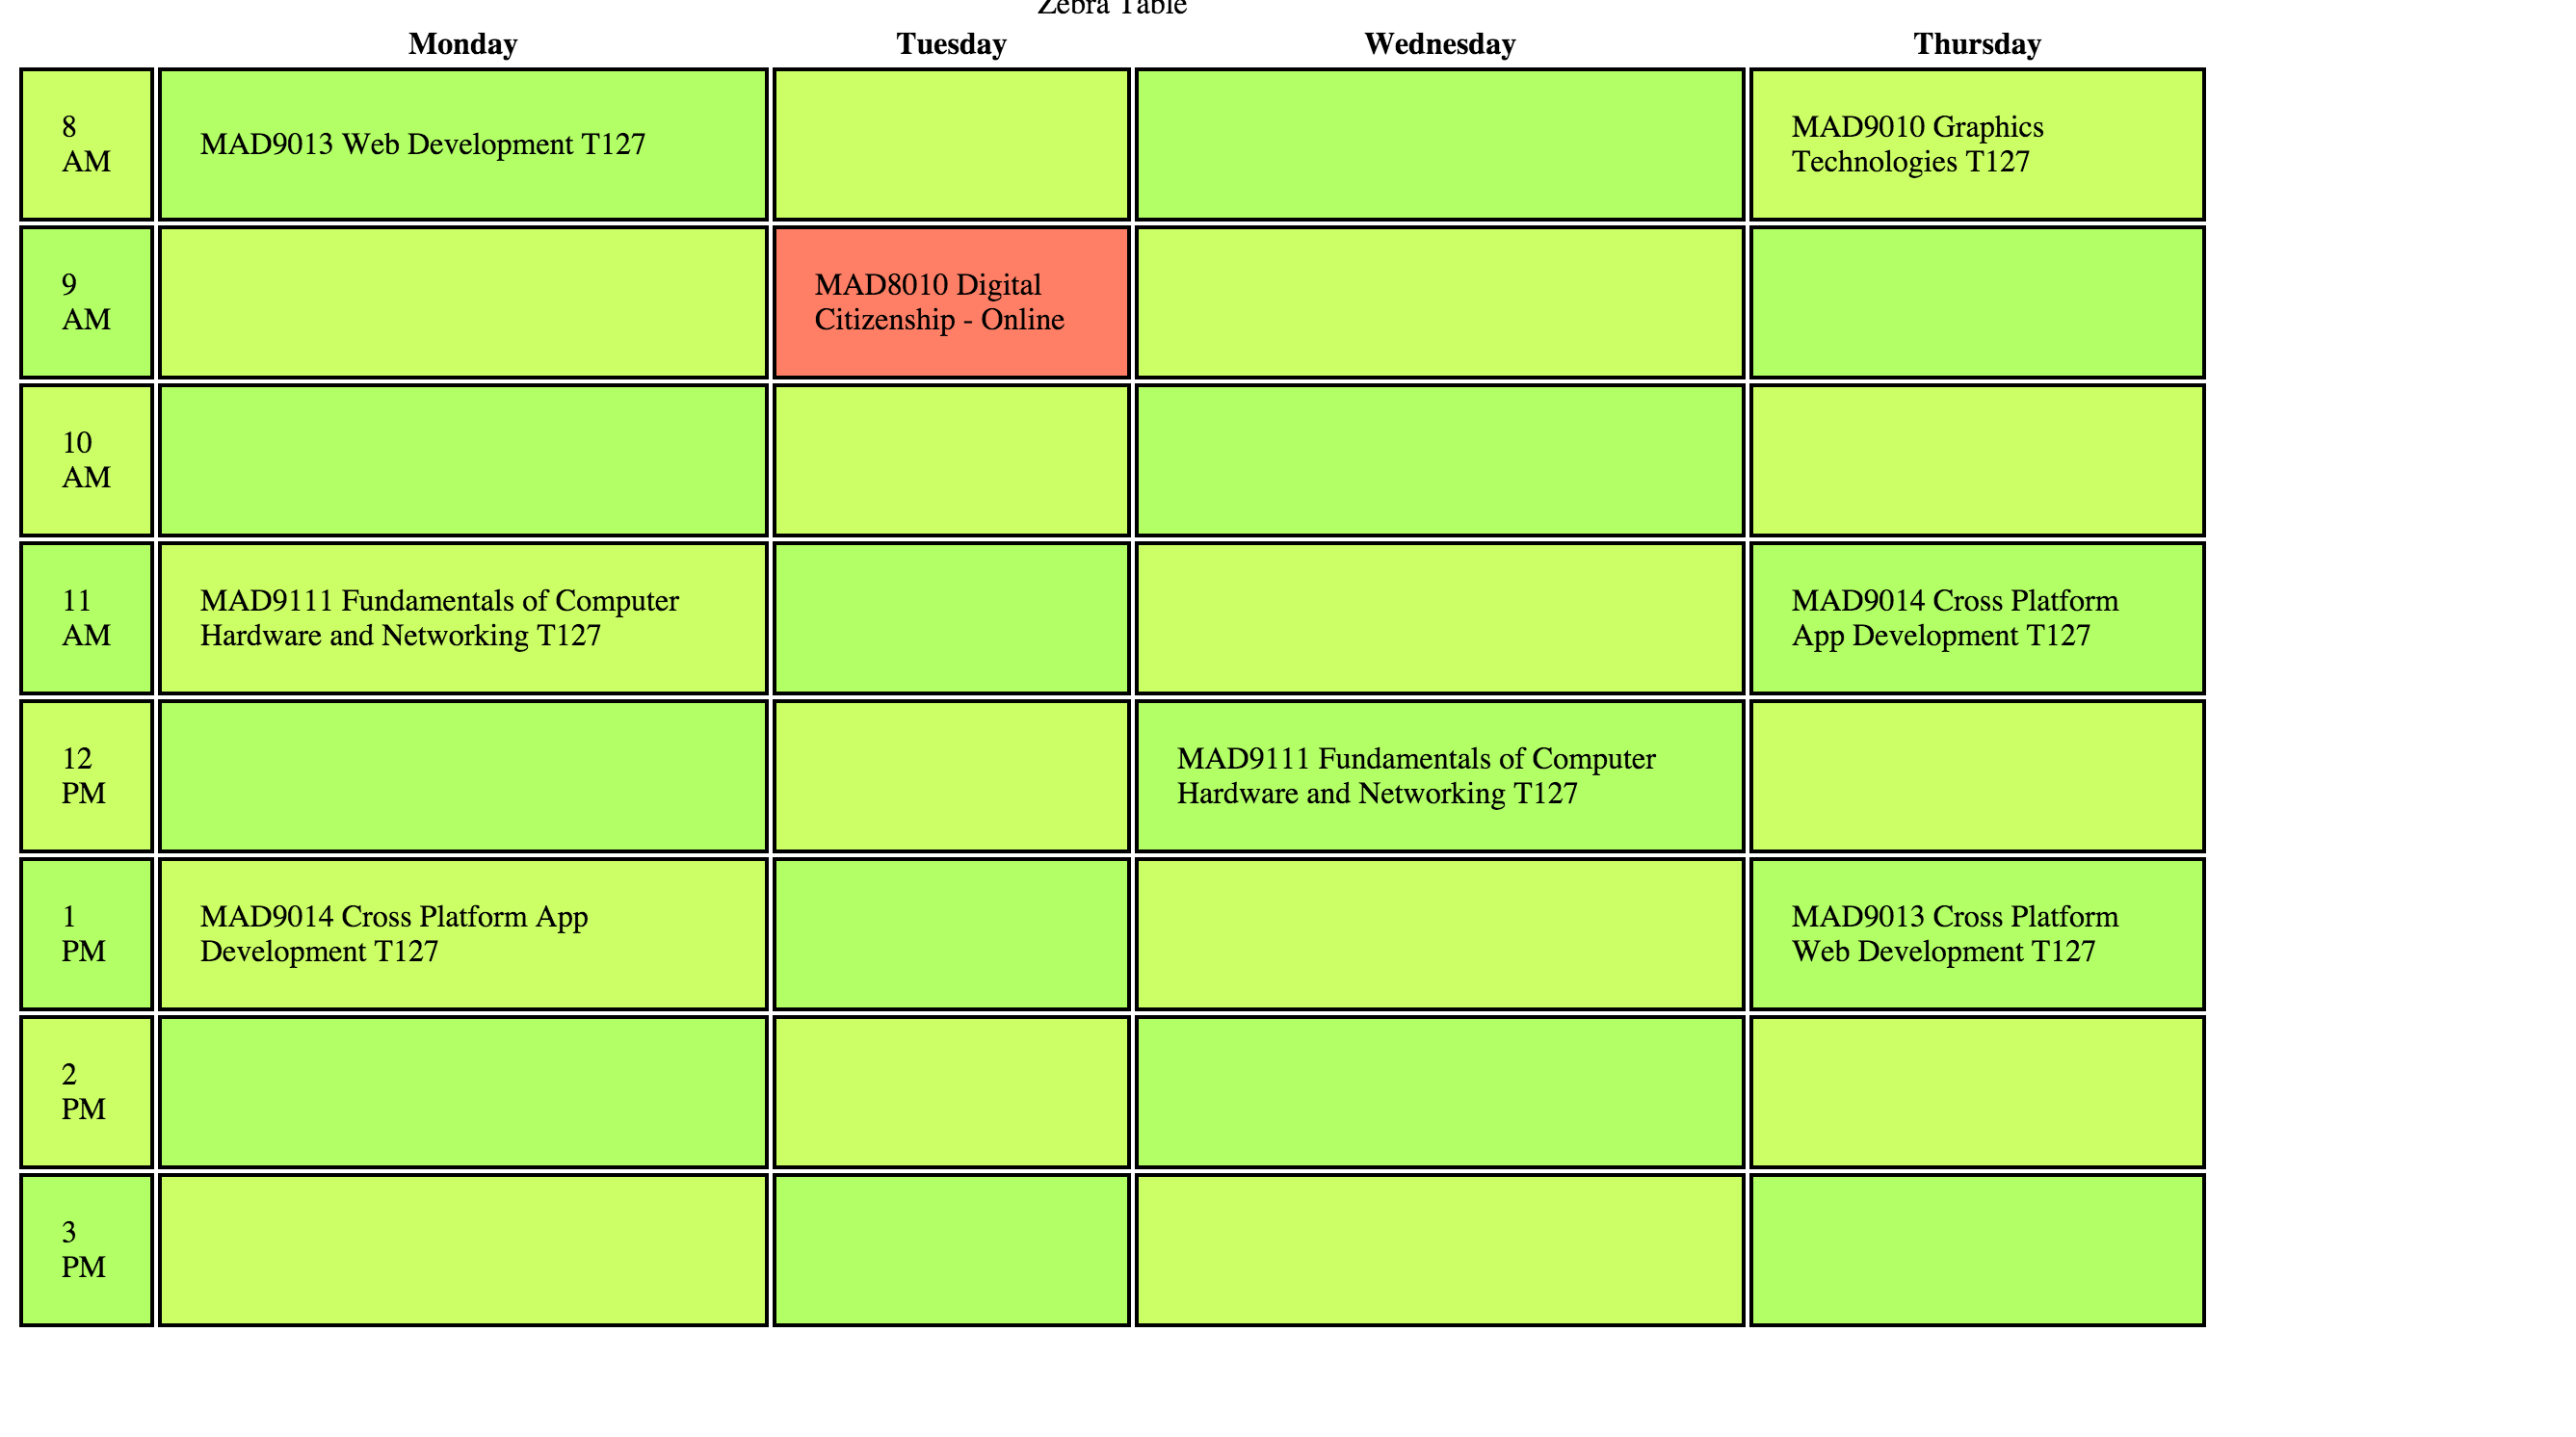 Zebra Table
Monday Tuesday Wednesday Thursday
8
AM
MAD9013 Web Development T127
MAD9010 Graphics
Technologies T127
9
AM
MAD8010 Digital
Citizenship - Online
10
AM
11
AM
MAD9111 Fundamentals of Computer
Hardware and Networking T127
MAD9014 Cross Platform
App Development T127
12
PM
MAD9111 Fundamentals of Computer
Hardware and Networking T127
1
PM
MAD9014 Cross Platform App
Development T127
MAD9013 Cross Platform
Web Development T127
2
PM
3
PM